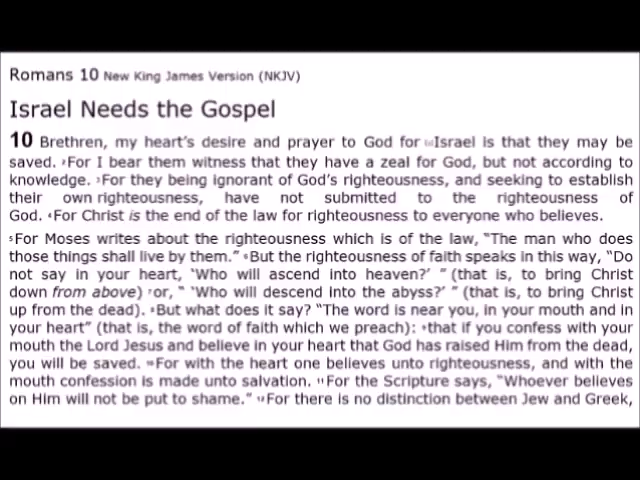 Romans 10 New King James Version (NKJV)
Israel Needs the Gospel
10 Brethren, my heart's desire and prayer to God for [a]Israel is that they may be
saved. 2For I bear them witness that they have a zeal for God, but not according to
knowledge. 3For they being ignorant of God's righteousness, and seeking to establish
their own righteousness, have not submitted to the righteousness of
God. 4For Christ is the end of the law for righteousness to everyone who believes.
5For Moses writes about the righteousness which is of the law, "The man who does
those things shall live by them." 6But the righteousness of faith speaks in this way, "Do
not say in your heart, 'Who will ascend into heaven?' " (that is, to bring Christ
down from above) 7or, " 'Who will descend into the abyss?' " (that is, to bring Christ
up from the dead). 8But what does it say? "The word is near you, in your mouth and in
your heart" (that is, the word of faith which we preach): 9that if you confess with your
mouth the Lord Jesus and believe in your heart that God has raised Him from the dead,
you will be saved. 10For with the heart one believes unto righteousness, and with the
mouth confession is made unto salvation. 11For the Scripture says, "Whoever believes
on Him will not be put to shame." 12For there is no distinction between Jew and Greek,